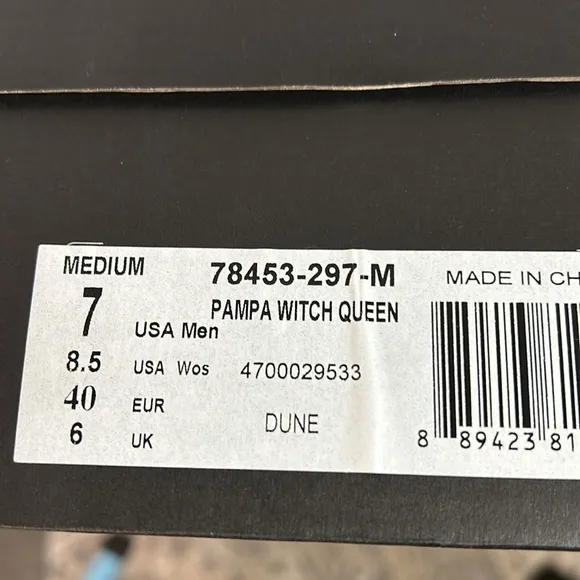 MEDIUM
78453-297-M
MADE IN CH
7 USA Men
PAMPA WITCH QUEEN
8.5 USA Wos
4700029533
40 EUR
DUNE
6 UK
8 89423 81